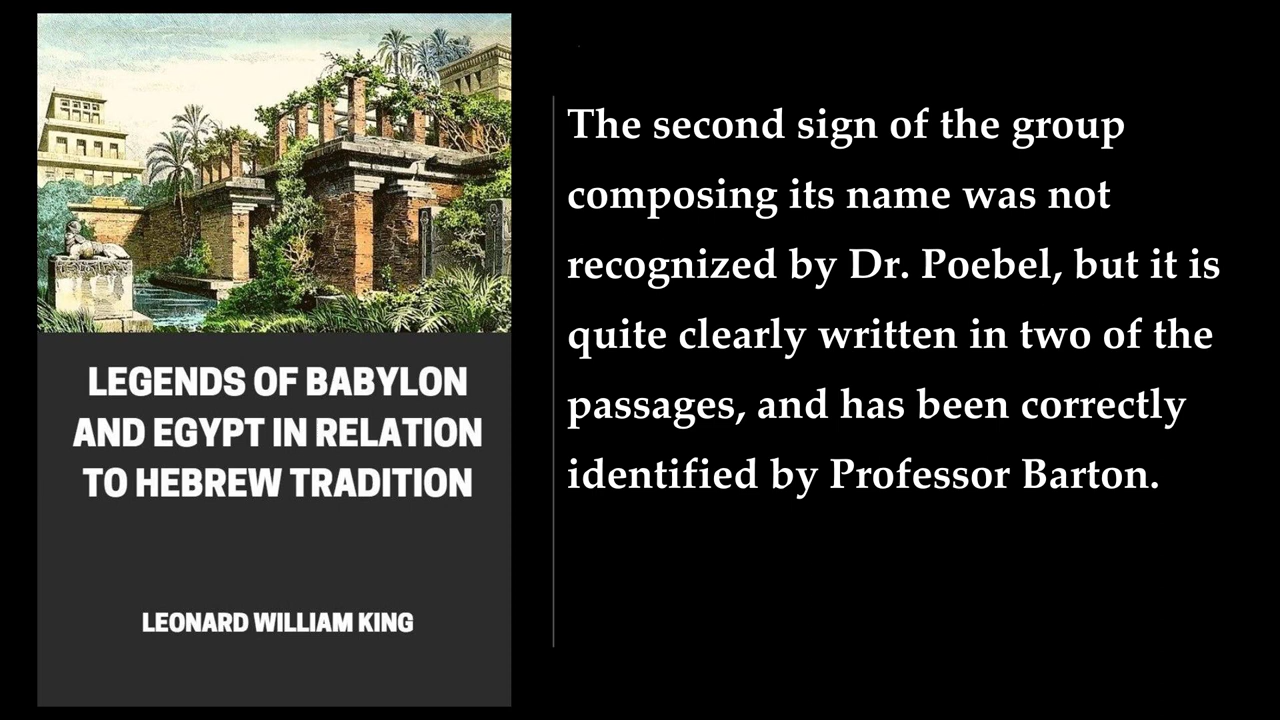 LEGENDS OF BABYLON
AND EGYPT IN RELATION
TO HEBREW TRADITION
LEONARD WILLIAM KING
The second sign of the group
composing its name was not
recognized by Dr. Poebel, but it is
quite clearly written in two of the
passages, and has been correctly
identified by Professor Barton.